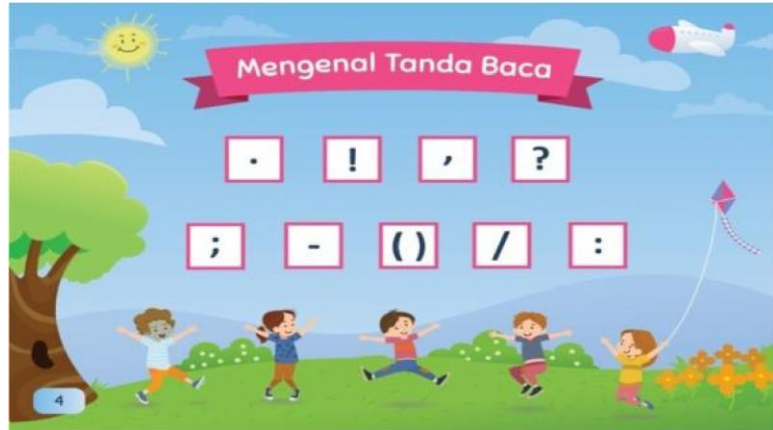 Mengenal Tanda Baca
. ! , ?
; - () / :
4